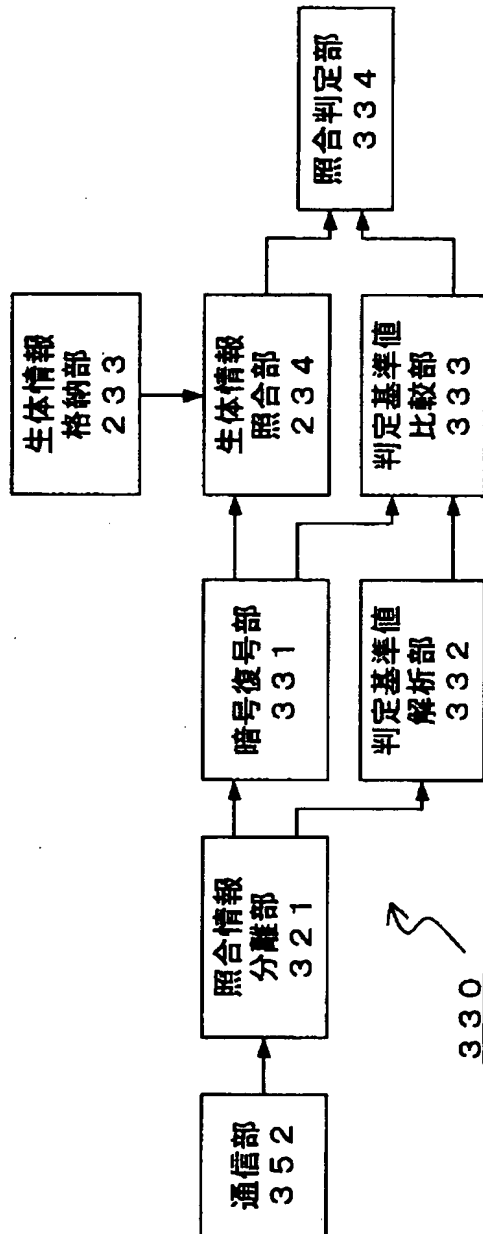 通信部
352
照合情報
分離部
321
暗号復号部
331
生体情報
格納部
233
生体情報
照合部
234
照合判定部
334
判定基準値
解析部
332
判定基準値
比較部
333
330